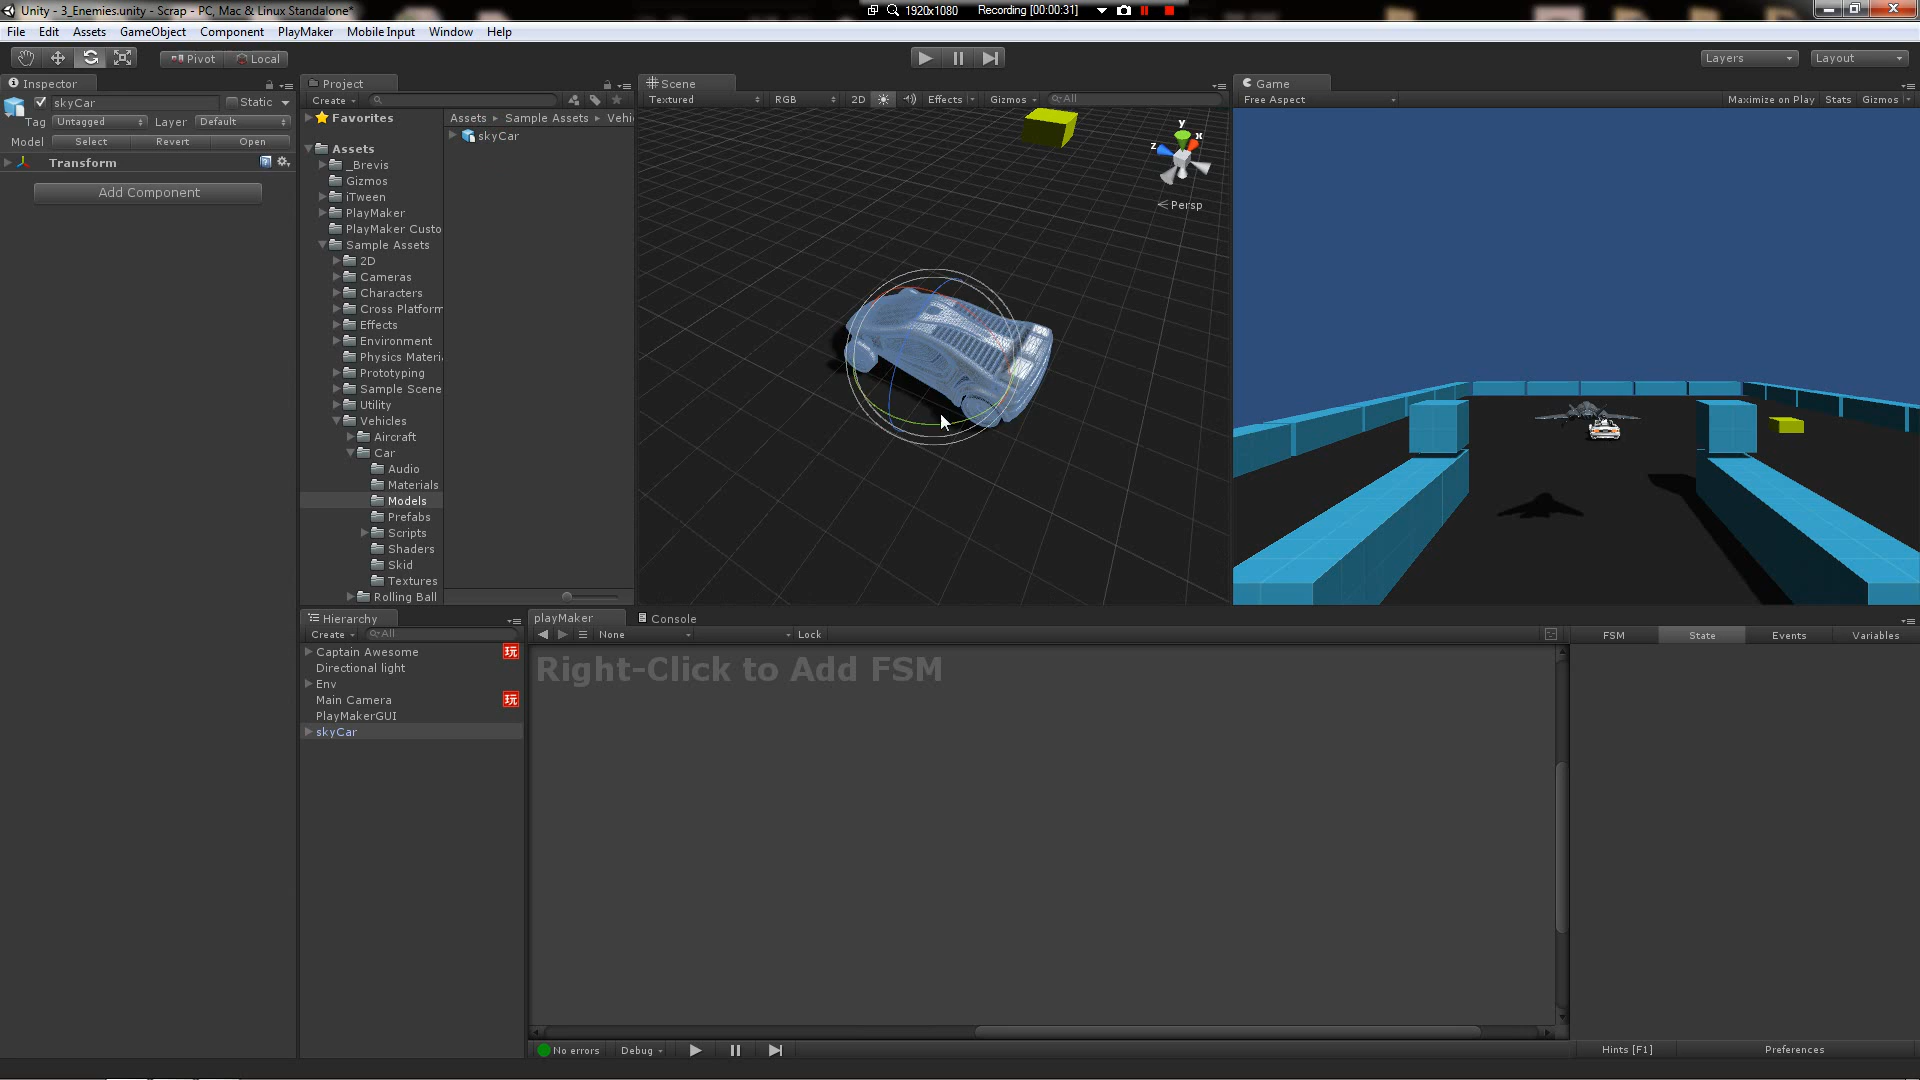 Unity - 3_Enemies.unity - Scrap - PC, Mac & Linux Standalone*
1920x1080 Recording [00:00:31]
File Edit Assets GameObject Component PlayMaker Mobile Input Window Help
Pivot Local
Layers Layout
Inspector
skyCar Static
Tag Untagged Layer Default
Model Select Revert Open
Transform
Add Component
Project
Create
Favorites
Assets
_Brevis
Gizmos
iTween
PlayMaker
PlayMaker Custo
Sample Assets
2D
Cameras
Characters
Cross Platform
Effects
Environment
Physics Materi
Prototyping
Sample Scene
Utility
Vehicles
Aircraft
Car
Audio
Materials
Models
Prefabs
Scripts
Shaders
Skid
Textures
Rolling Ball
Assets Sample Assets Vehi
skyCar
Scene
Textured RGB 2D Effects Gizmos All
y
x
z
Persp
Game
Free Aspect Maximize on Play Stats Gizmos
Hierarchy
Create All
Captain Awesome 玩
Directional light
Env
Main Camera 玩
PlayMakerGUI
skyCar
playMaker Console
None Lock
Right-Click to Add FSM
FSM State Events Variables
No errors Debug
Hints [F1] Preferences